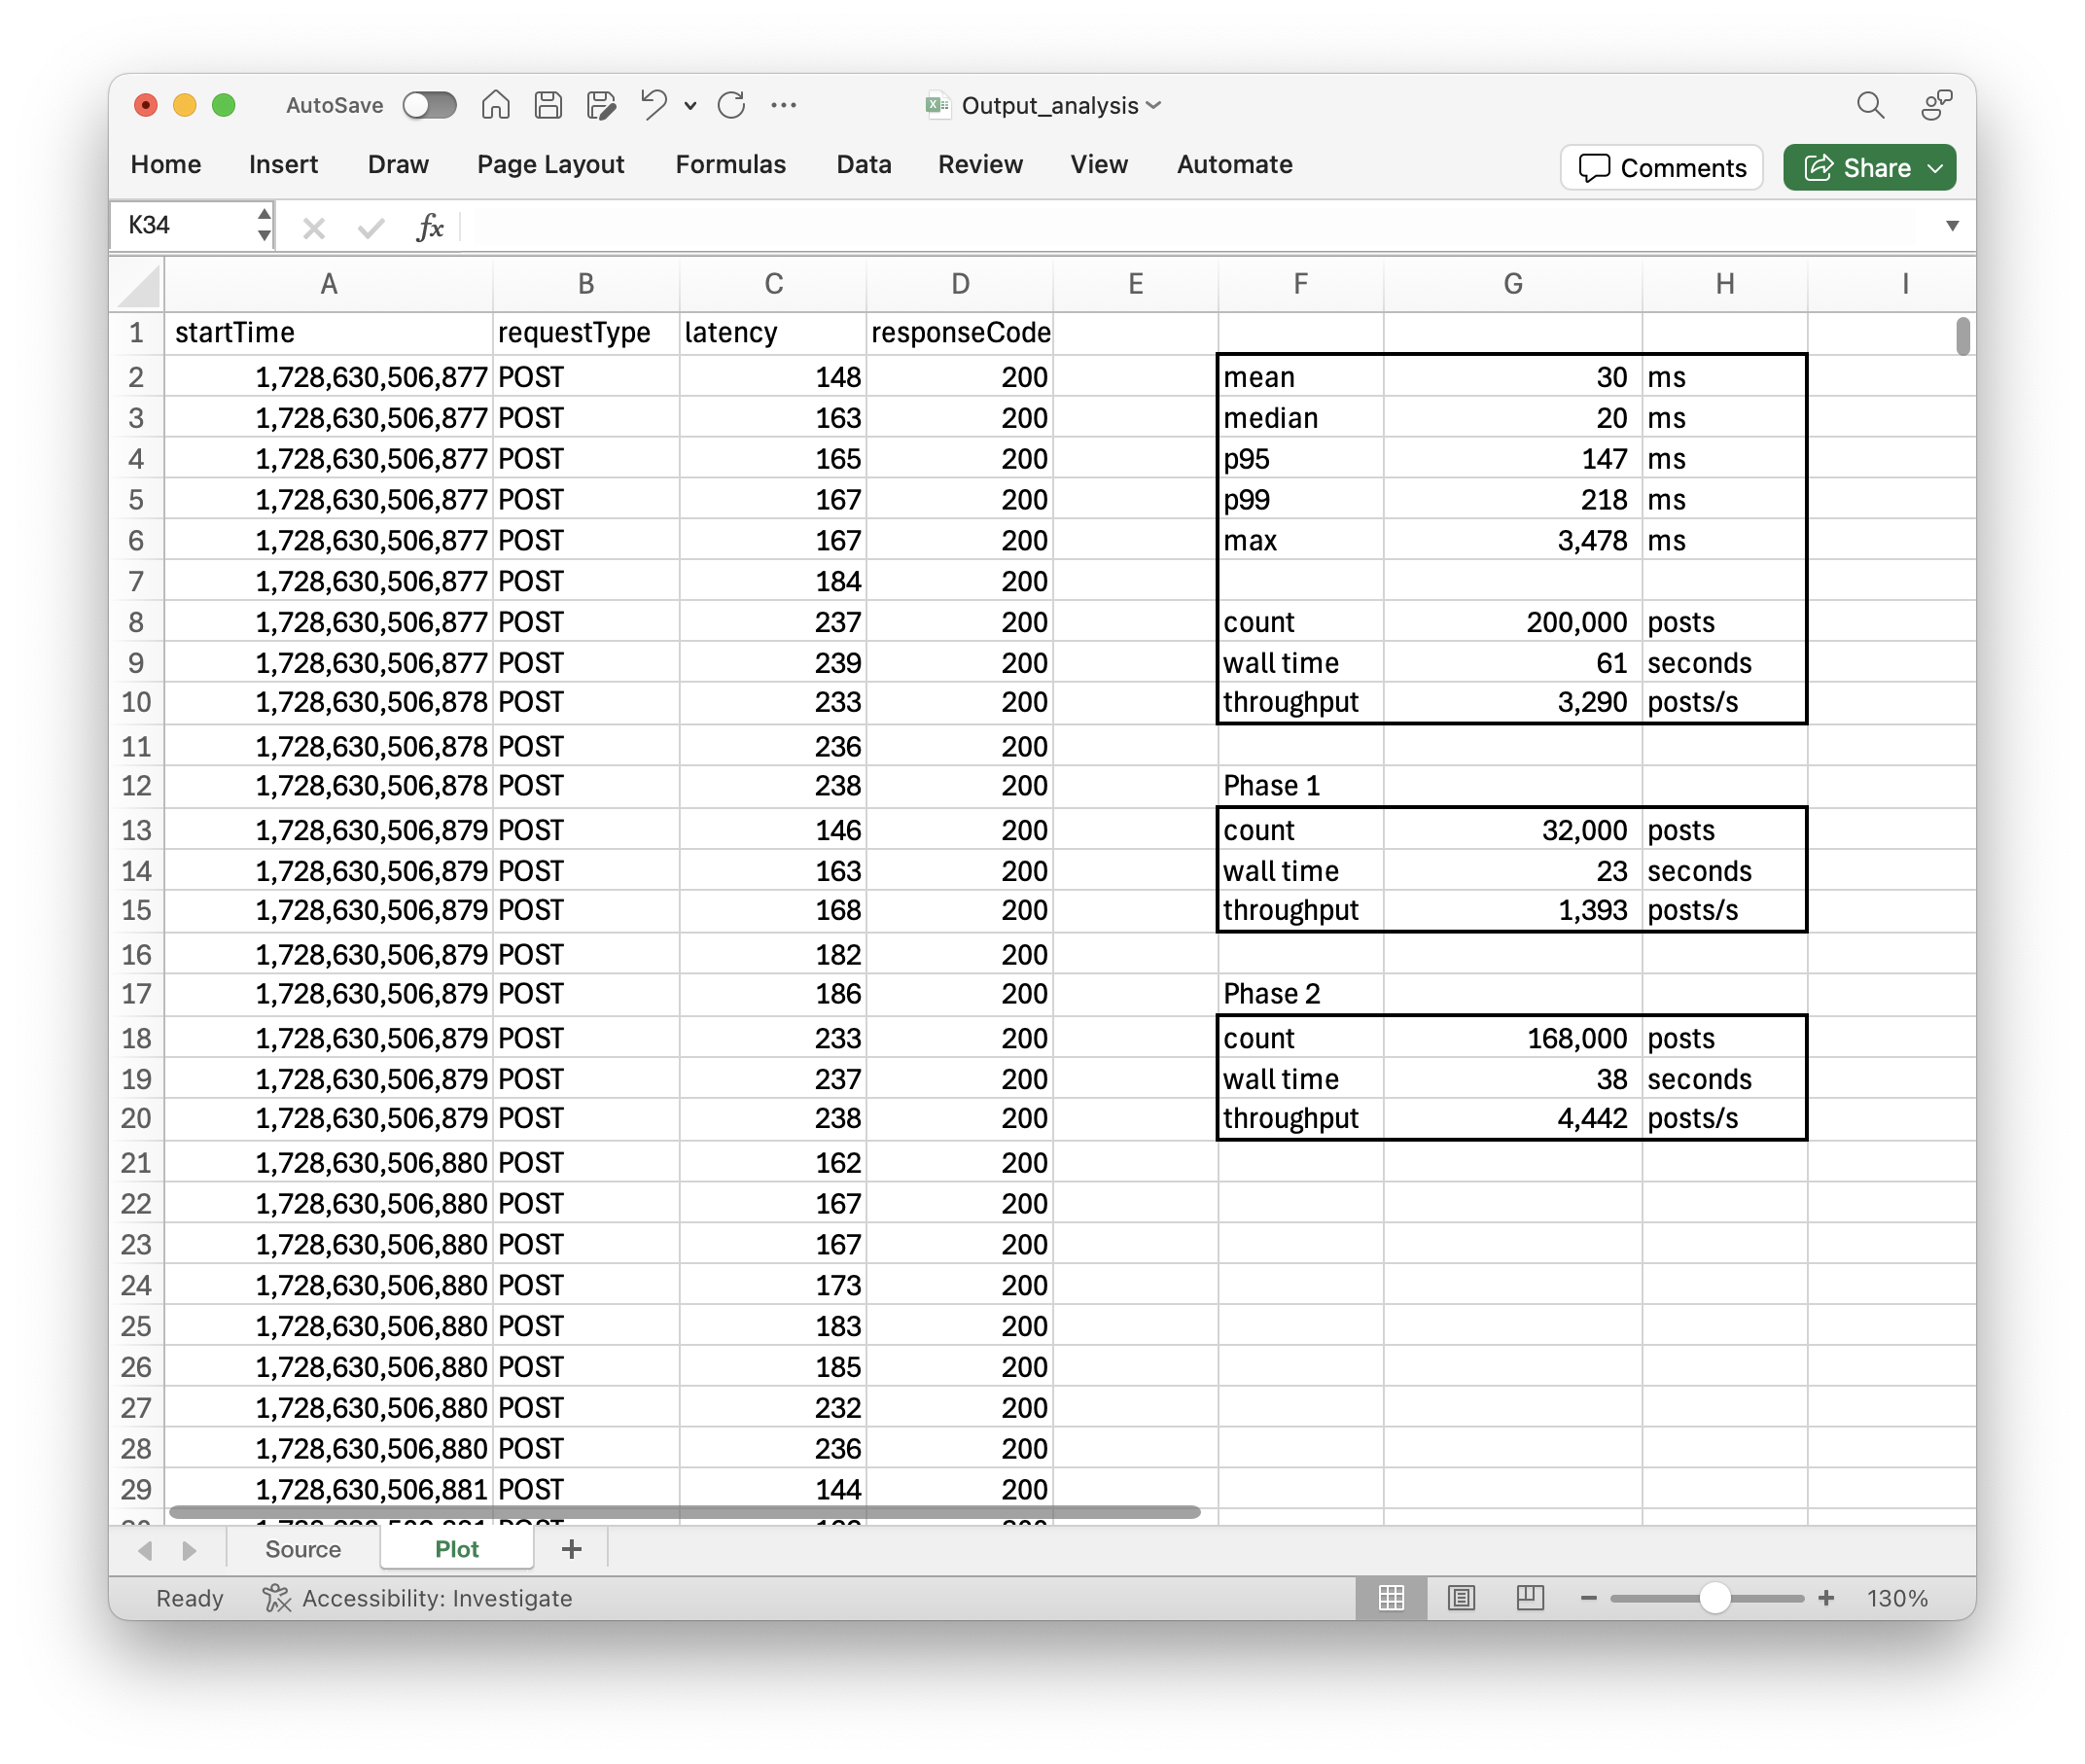 AutoSave Output_analysis
Home Insert Draw Page Layout Formulas Data Review View Automate Comments Share
K34 fx
A B C D E F G H I
1 startTime requestType latency responseCode
2 1,728,630,506,877 POST 148 200 mean 30 ms
3 1,728,630,506,877 POST 163 200 median 20 ms
4 1,728,630,506,877 POST 165 200 p95 147 ms
5 1,728,630,506,877 POST 167 200 p99 218 ms
6 1,728,630,506,877 POST 167 200 max 3,478 ms
7 1,728,630,506,877 POST 184 200
8 1,728,630,506,877 POST 237 200 count 200,000 posts
9 1,728,630,506,877 POST 239 200 wall time 61 seconds
10 1,728,630,506,878 POST 233 200 throughput 3,290 posts/s
11 1,728,630,506,878 POST 236 200
12 1,728,630,506,878 POST 238 200 Phase 1
13 1,728,630,506,879 POST 146 200 count 32,000 posts
14 1,728,630,506,879 POST 163 200 wall time 23 seconds
15 1,728,630,506,879 POST 168 200 throughput 1,393 posts/s
16 1,728,630,506,879 POST 182 200
17 1,728,630,506,879 POST 186 200 Phase 2
18 1,728,630,506,879 POST 233 200 count 168,000 posts
19 1,728,630,506,879 POST 237 200 wall time 38 seconds
20 1,728,630,506,879 POST 238 200 throughput 4,442 posts/s
21 1,728,630,506,880 POST 162 200
22 1,728,630,506,880 POST 167 200
23 1,728,630,506,880 POST 167 200
24 1,728,630,506,880 POST 173 200
25 1,728,630,506,880 POST 183 200
26 1,728,630,506,880 POST 185 200
27 1,728,630,506,880 POST 232 200
28 1,728,630,506,880 POST 236 200
29 1,728,630,506,881 POST 144 200
Source Plot
Ready Accessibility: Investigate 130%